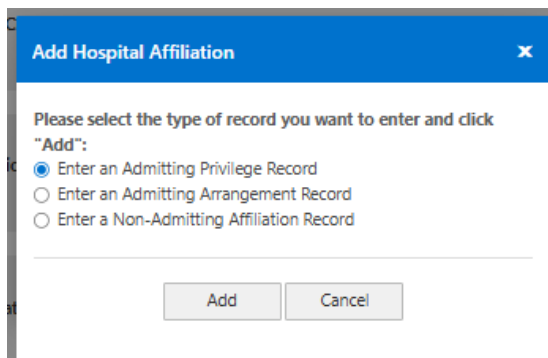 Add Hospital Affiliation
Please select the type of record you want to enter and click
"Add":
Enter an Admitting Privilege Record
Enter an Admitting Arrangement Record
Enter a Non-Admitting Affiliation Record
Add
Cancel